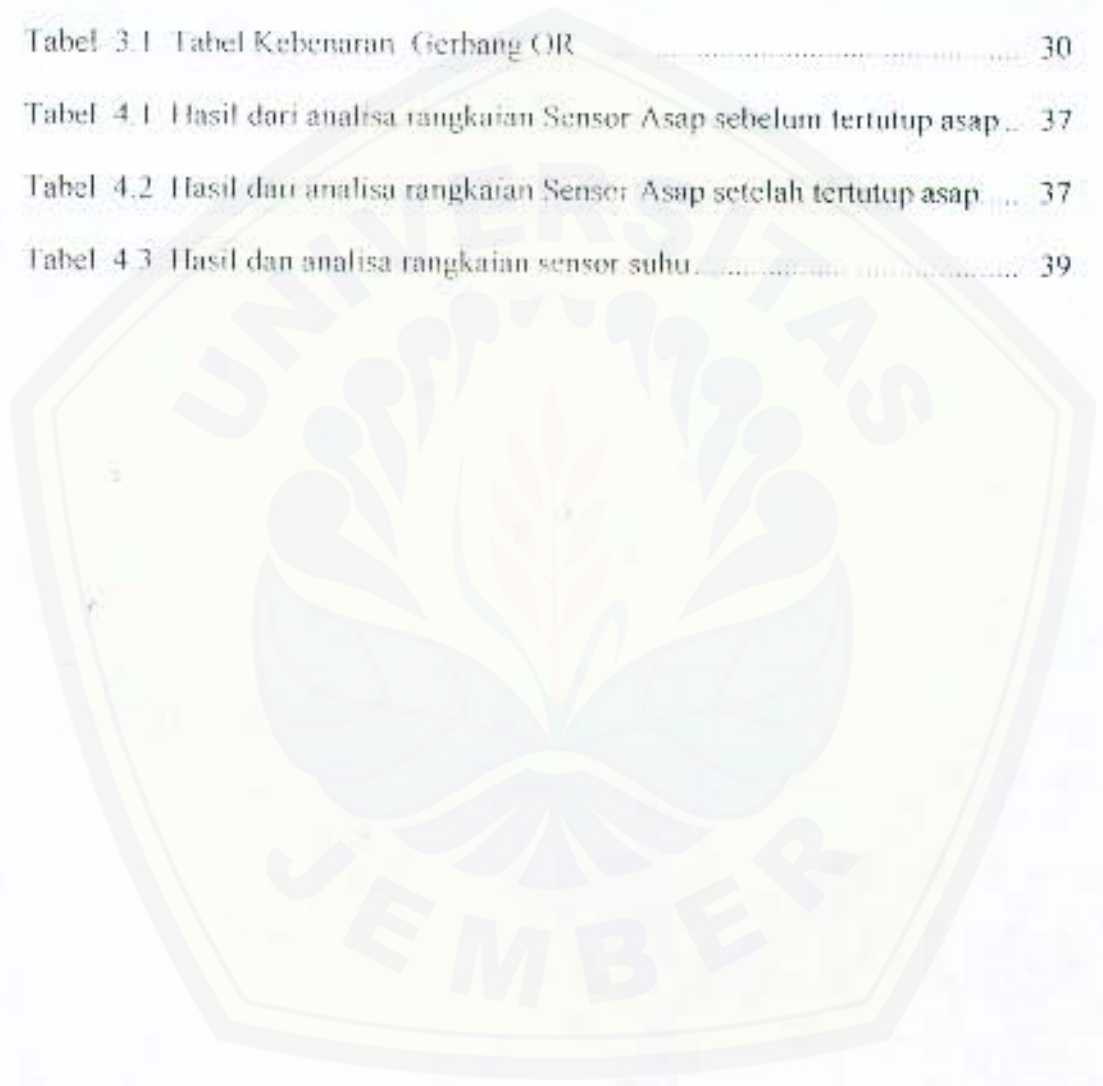 Tabel 3.1 Tabel Kebenaran Gerbang OR ........................................ 30
Tabel 4.1 Hasil dari analisa rangkaian Sensor Asap sebelum tertutup asap... 37
Tabel 4.2 Hasil dari analisa rangkaian Sensor Asap setelah tertutup asap ..... 37
Tabel 4.3 Hasil dan analisa rangkaian sensor suhu........................................ 39
UNIVERSITAS
JEMBER